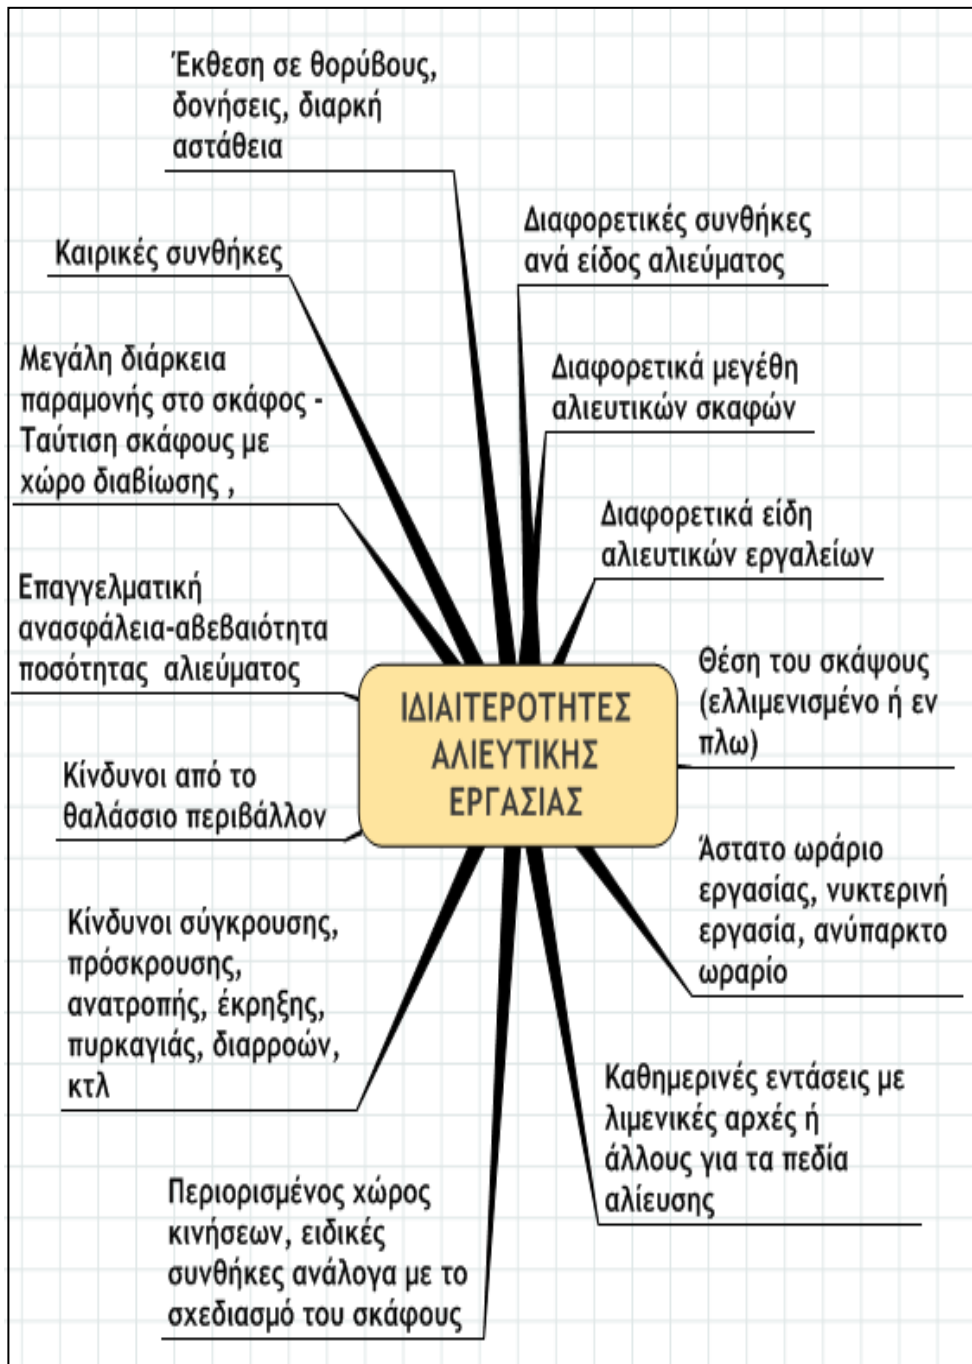 Έκθεση σε θορύβους,
δονήσεις, διαρκή
αστάθεια
Διαφορετικές συνθήκες
ανά είδος αλιεύματος
Καιρικές συνθήκες
Μεγάλη διάρκεια
παραμονής στο σκάφος -
Ταύτιση σκάφους με
χώρο διαβίωσης ,
Διαφορετικά μεγέθη
αλιευτικών σκαφών
Διαφορετικά είδη
αλιευτικών εργαλείων
Επαγγελματική
ανασφάλεια-αβεβαιότητα
ποσότητας αλιεύματος
Θέση του σκάψους
(ελλιμενισμένο ή εν
πλω)
ΙΔΙΑΙΤΕΡΟΤΗΤΕΣ
ΑΛΙΕΥΤΙΚΗΣ
ΕΡΓΑΣΙΑΣ
Κίνδυνοι από το
θαλάσσιο περιβάλλον
Άστατο ωράριο
εργασίας, νυκτερινή
εργασία, ανύπαρκτο
ωραρίο
Κίνδυνοι σύγκρουσης,
πρόσκρουσης,
ανατροπής, έκρηξης,
πυρκαγιάς, διαρροών,
κτλ
Καθημερινές εντάσεις με
λιμενικές αρχές ή
άλλους για τα πεδία
αλίευσης
Περιορισμένος χώρος
κινήσεων, ειδικές
συνθήκες ανάλογα με το
σχεδιασμό του σκάφους